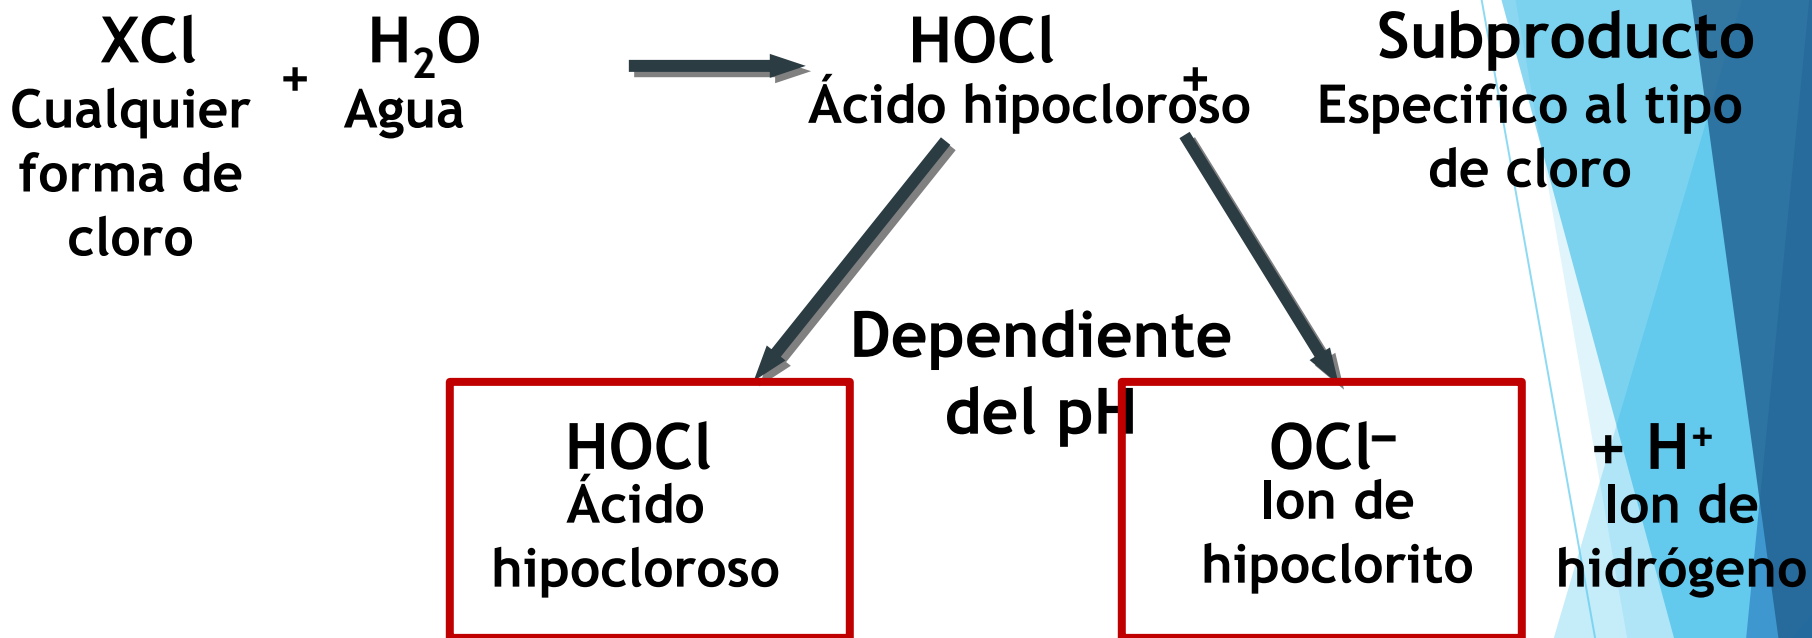 XCl + H₂O HOCl + Subproducto
Cualquier Agua Ácido hipocloroso Especifico al tipo
forma de de cloro
cloro
Dependiente
del pH
HOCl OCl⁻ + H⁺
Ácido Ion de Ion de
hipocloroso hipoclorito hidrógeno